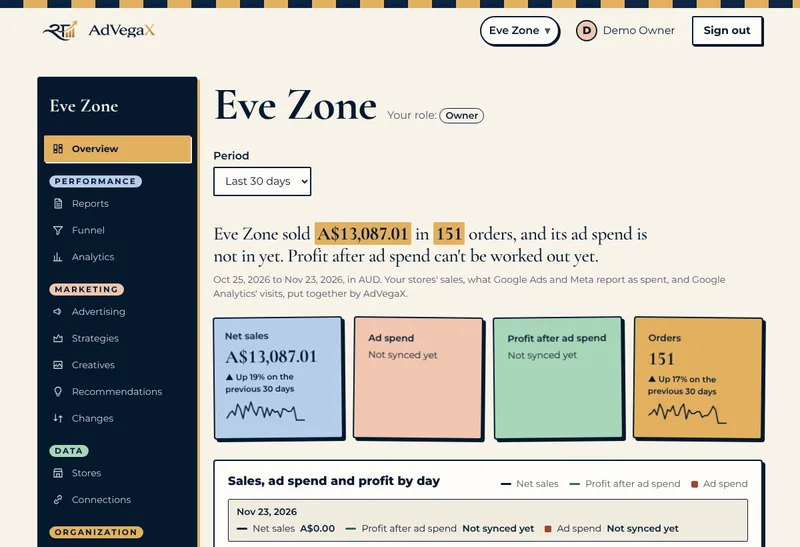 AdVegaX
Eve Zone ▼
D
Demo Owner
Sign out
Eve Zone
Overview
PERFORMANCE
Reports
Funnel
Analytics
MARKETING
Advertising
Strategies
Creatives
Recommendations
Changes
DATA
Stores
Connections
ORGANIZATION
Eve Zone
Your role: Owner
Period
Last 30 days
Eve Zone sold A$13,087.01 in 151 orders, and its ad spend is
not in yet. Profit after ad spend can't be worked out yet.
Oct 25, 2026 to Nov 23, 2026, in AUD. Your stores' sales, what Google Ads and Meta report as spent, and Google
Analytics' visits, put together by AdVegaX.
Net sales
A$13,087.01
▲ Up 19% on the
previous 30 days
Ad spend
Not synced yet
Profit after ad spend
Not synced yet
Orders
151
▲ Up 17% on the
previous 30 days
Sales, ad spend and profit by day
Net sales
Profit after ad spend
Ad spend
Nov 23, 2026
Net sales A$0.00 Profit after ad spend Not synced yet Ad spend Not synced yet